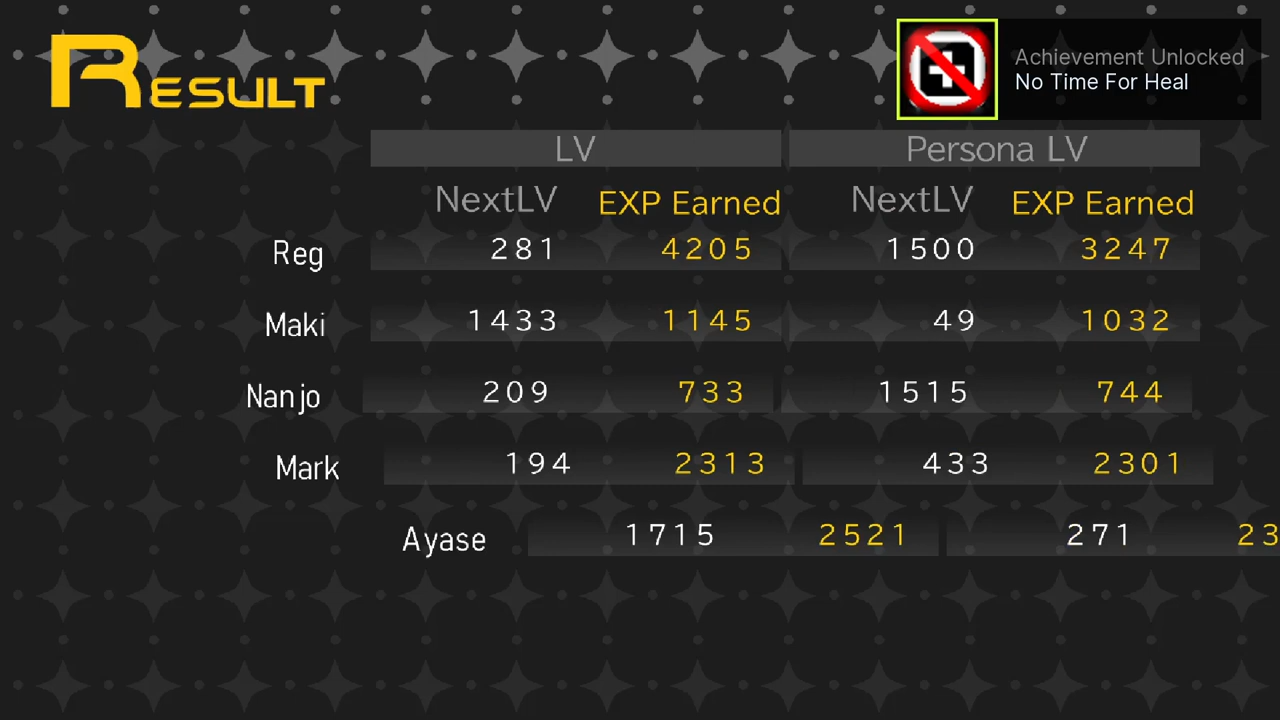 RESULT
Achievement Unlocked
No Time For Heal
LV Persona LV
NextLV EXP Earned NextLV EXP Earned
Reg 281 4205 1500 3247
Maki 1433 1145 49 1032
Nanjo 209 733 1515 744
Mark 194 2313 433 2301
Ayase 1715 2521 271 23